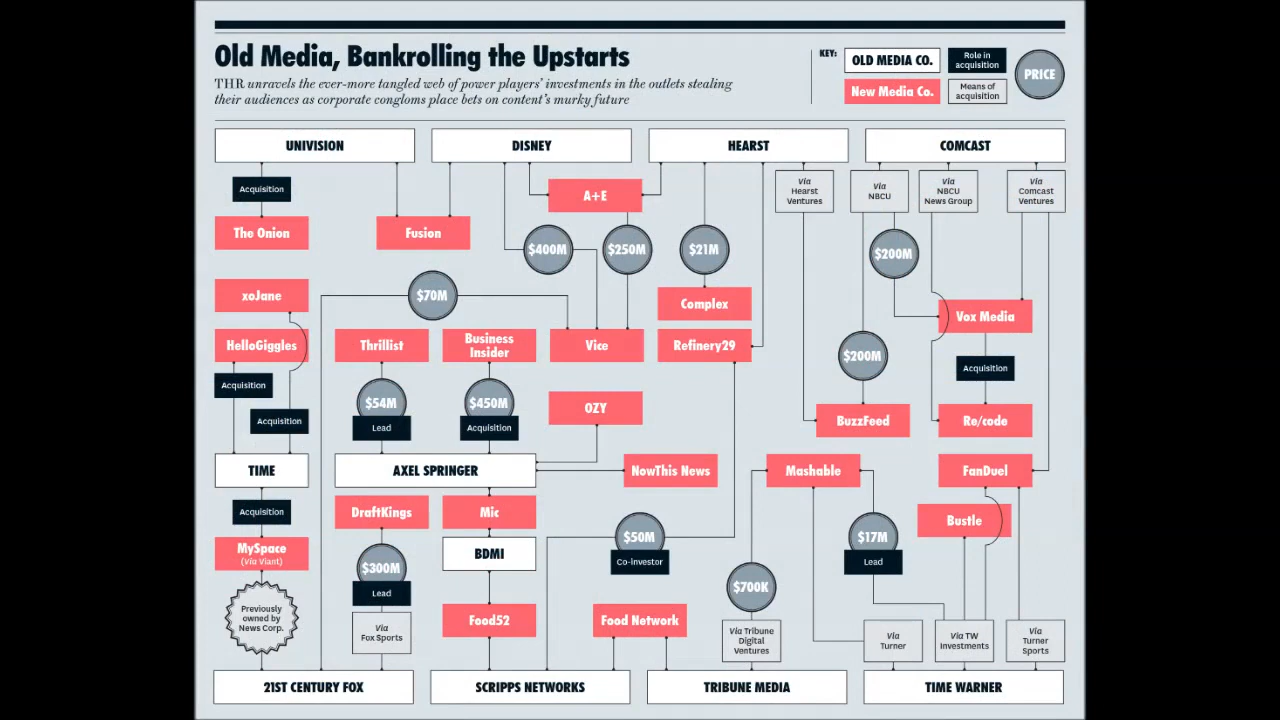 Old Media, Bankrolling the Upstarts
THR unravels the ever-more tangled web of power players' investments in the outlets stealing
their audiences as corporate congloms place bets on content's murky future
KEY:
OLD MEDIA CO.
Role in
acquisition
PRICE
New Media Co.
Means of
acquisition
UNIVISION
DISNEY
HEARST
COMCAST
Acquisition
A+E
Via
Hearst
Ventures
Via
NBCU
Via
NBCU
News Group
Via
Comcast
Ventures
The Onion
Fusion
$400M
$250M
$21M
$200M
xoJane
$70M
Complex
Vox Media
HelloGiggles
Thrillist
Business
Insider
Vice
Refinery29
$200M
Acquisition
Acquisition
$54M
Lead
$450M
Acquisition
OZY
Acquisition
BuzzFeed
Re/code
TIME
AXEL SPRINGER
NowThis News
Mashable
FanDuel
Acquisition
DraftKings
Mic
Bustle
MySpace
(Via Viant)
$300M
Lead
BDMI
$50M
Co-investor
$17M
Lead
$700K
Previously
owned by
News Corp.
Via
Fox Sports
Food52
Food Network
Via Tribune
Digital
Ventures
Via
Turner
Via TW
Investments
Via
Turner
Sports
21ST CENTURY FOX
SCRIPPS NETWORKS
TRIBUNE MEDIA
TIME WARNER